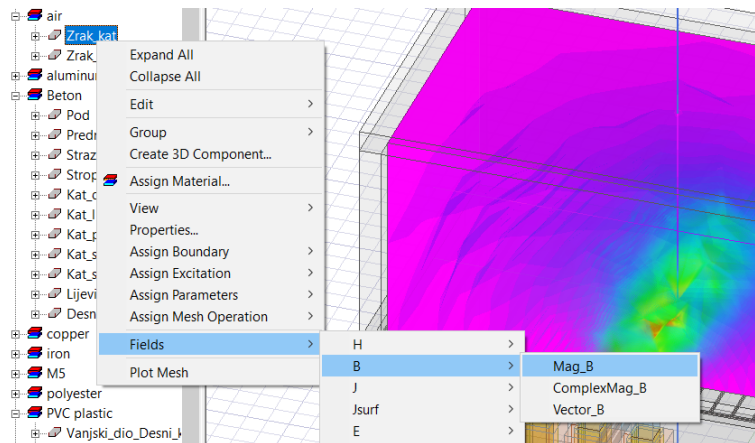 air
Zrak_kat
Zrak_
aluminu
Beton
Pod
Predr
Straz
Strop
Kat_
Kat_l
Kat_p
Kat_s
Kat_s
Lijevi
Desn
copper
iron
M5
polyester
PVC plastic
Vanjski_dio_Desni_k
Expand All
Collapse All
Edit
Group
Create 3D Component...
Assign Material...
View
Properties...
Assign Boundary
Assign Excitation
Assign Parameters
Assign Mesh Operation
Fields
Plot Mesh
H
B
J
Jsurf
E
Mag_B
ComplexMag_B
Vector_B